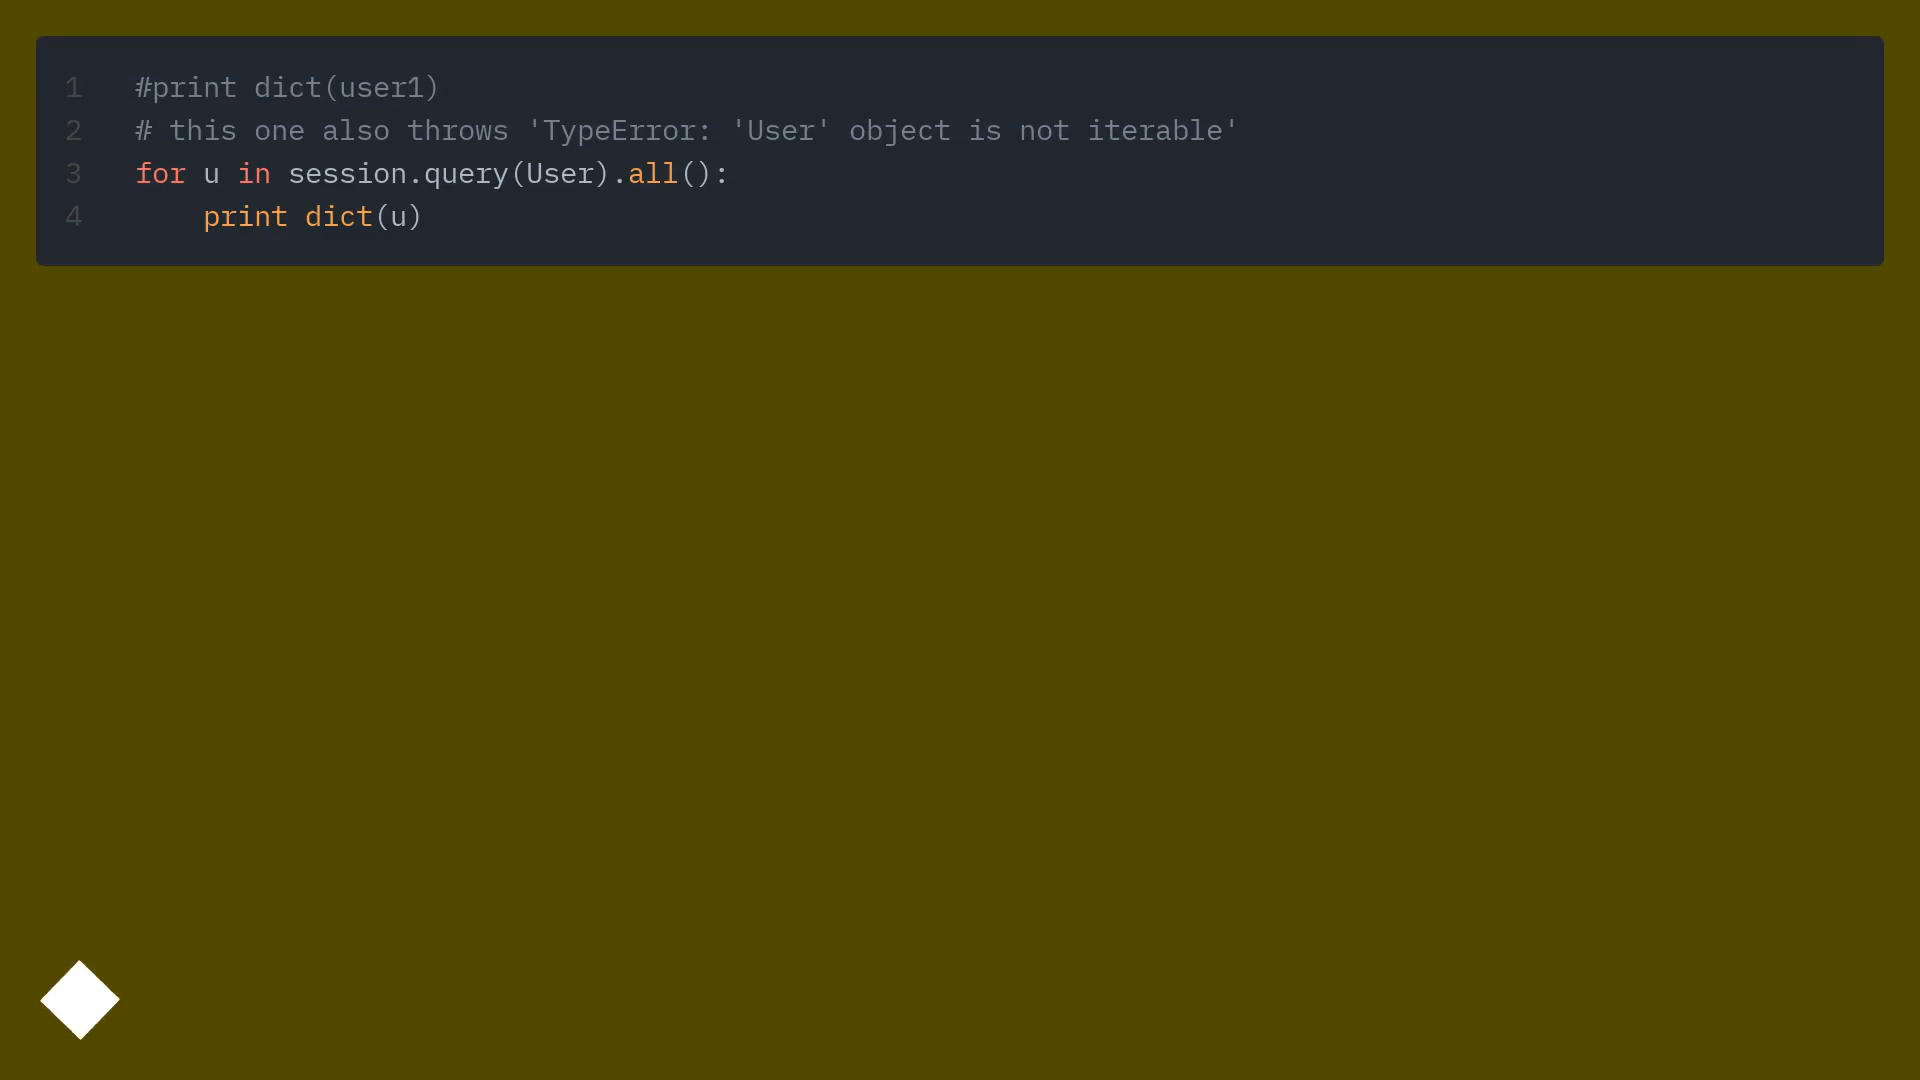 1 #print dict(user1)
2 # this one also throws 'TypeError: 'User' object is not iterable'
3 for u in session.query(User).all():
4     print dict(u)